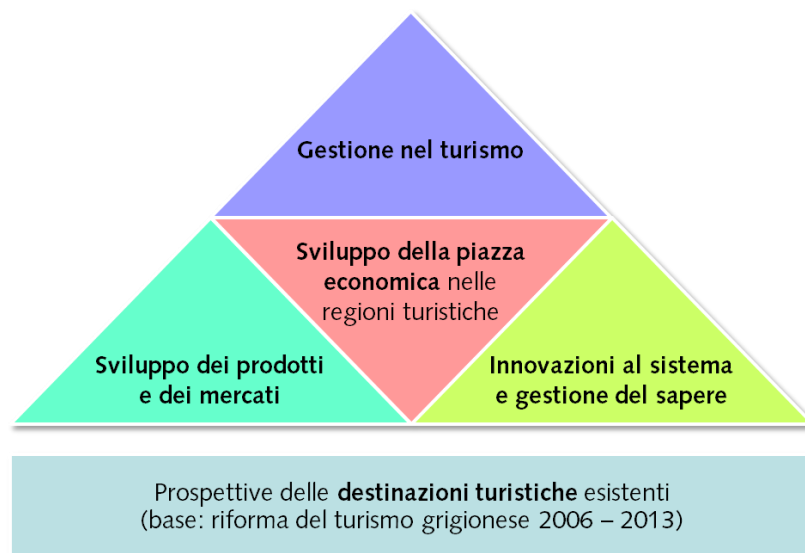 Gestione nel turismo
Sviluppo della piazza
economica nelle
regioni turistiche
Sviluppo dei prodotti
e dei mercati
Innovazioni al sistema
e gestione del sapere
Prospettive delle destinazioni turistiche esistenti
(base: riforma del turismo grigionese 2006 – 2013)